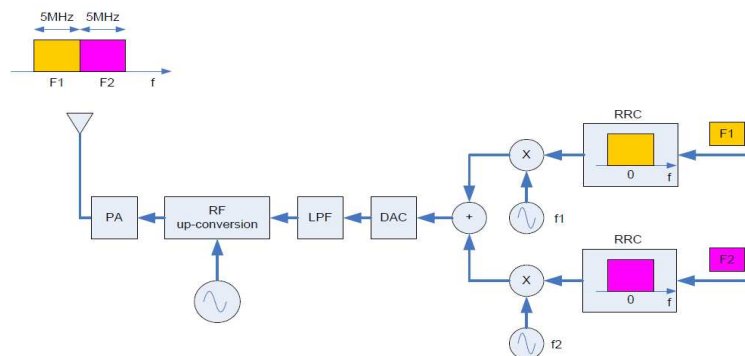 5MHz 5MHz
F1 F2 f
RRC
F1
X
0 f
PA
RF
up-conversion
LPF
DAC
+
f1
RRC
F2
X
0 f
f2